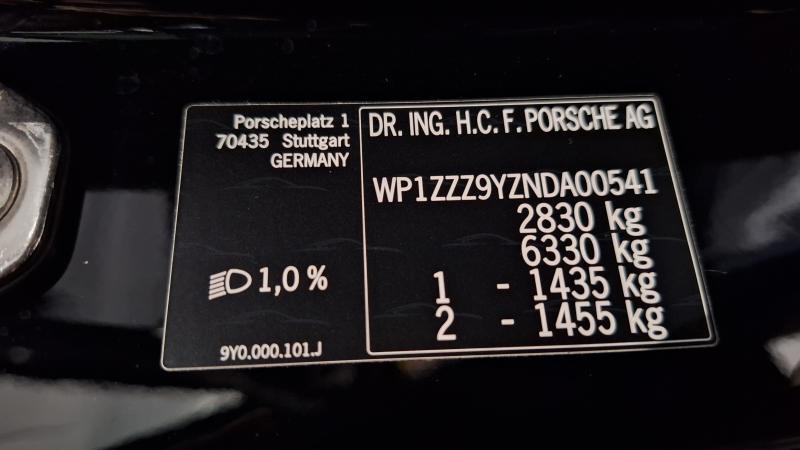 Porscheplatz 1
70435 Stuttgart
GERMANY
1,0 %
9Y0.000.101.J
DR. ING. H.C. F. PORSCHE AG
WP1ZZZ9YZNDA00541
2830 kg
6330 kg
1 - 1435 kg
2 - 1455 kg